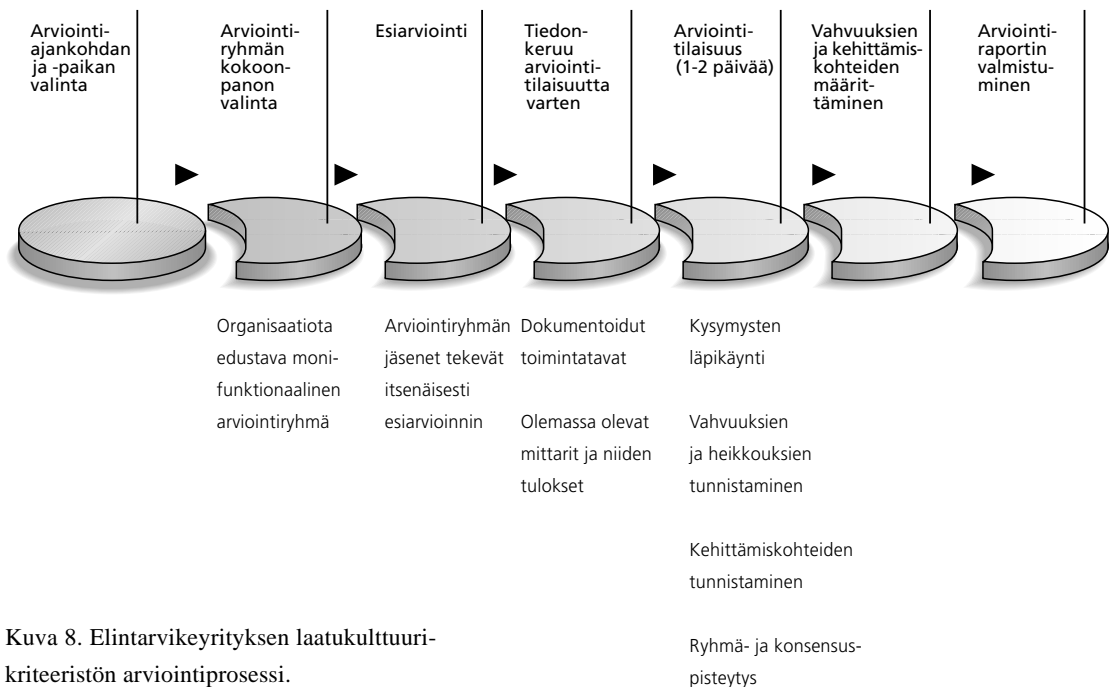 Arviointi-
ajankohdan
ja -paikan
valinta
Arviointi-
ryhmän
kokoon-
panon
valinta
Esiarviointi
Tiedon-
keruu
arviointi-
tilaisuutta
varten
Arviointi-
tilaisuus
(1-2 päivää)
Vahvuuksien
ja kehittämis-
kohteiden
määrit-
täminen
Arviointi-
raportin
valmistu-
minen
Organisaatiota
edustava moni-
funktionaalinen
arviointiryhmä
Arviointiryhmän
jäsenet tekevät
itsenäisesti
esiarvioinnin
Dokumentoidut
toimintatavat
Olemassa olevat
mittarit ja niiden
tulokset
Kysymysten
läpikäynti
Vahvuuksien
ja heikkouksien
tunnistaminen
Kehittämiskohteiden
tunnistaminen
Ryhmä- ja konsensus-
pisteytys
Kuva 8. Elintarvikeyrityksen laatukulttuuri-
kriteeristön arviointiprosessi.